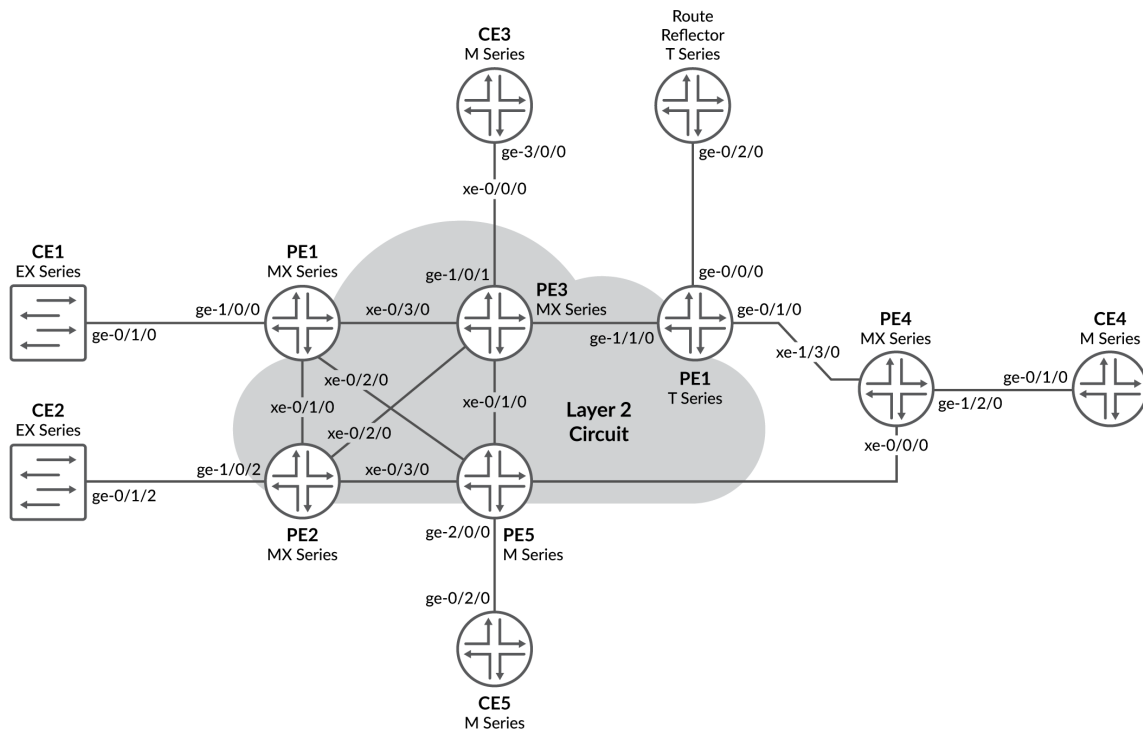 CE3
M Series
Route
Reflector
T Series
ge-3/0/0
ge-0/2/0
xe-0/0/0
CE1
EX Series
PE1
MX Series
ge-1/0/1
PE3
MX Series
ge-0/0/0
ge-1/0/0
xe-0/3/0
ge-0/1/0
ge-0/1/0
ge-1/1/0
PE4
MX Series
CE4
M Series
xe-1/3/0
PE1
T Series
xe-0/2/0
ge-0/1/0
CE2
EX Series
xe-0/1/0
xe-0/1/0
ge-1/2/0
Layer 2
Circuit
xe-0/2/0
xe-0/0/0
ge-1/0/2
xe-0/3/0
ge-0/1/2
PE2
MX Series
ge-2/0/0
PE5
M Series
ge-0/2/0
CE5
M Series